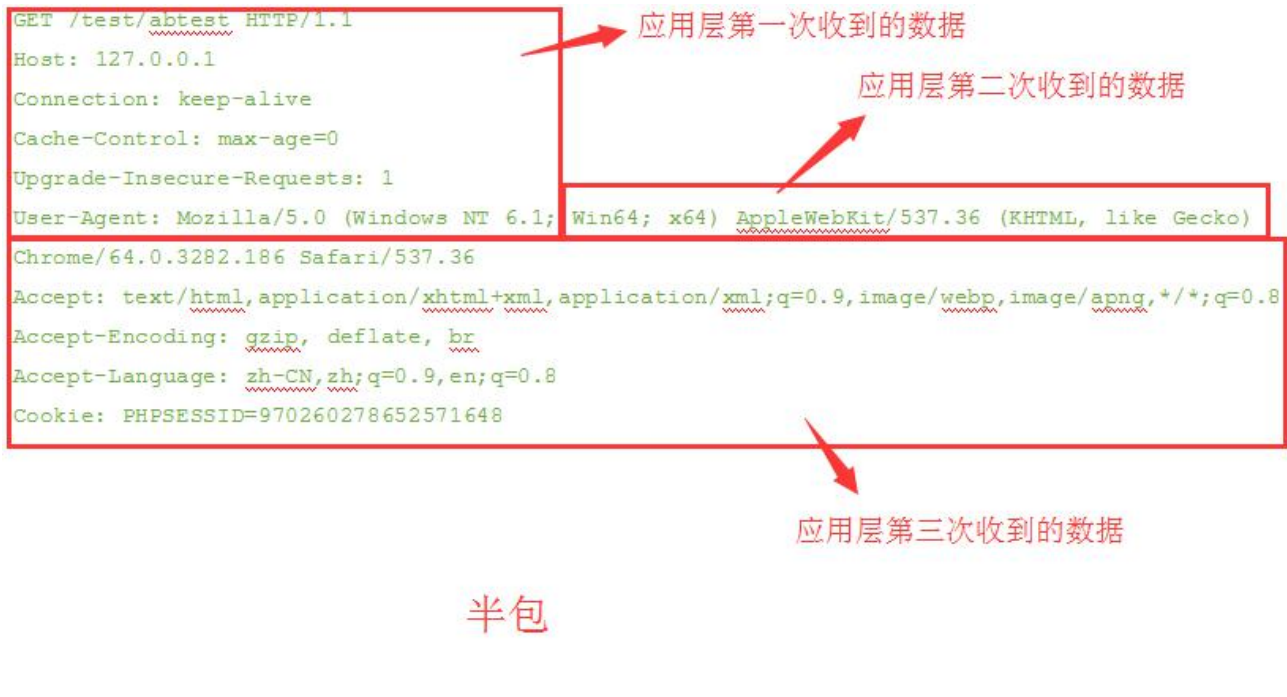 GET /test/abtest HTTP/1.1
应用层第一次收到的数据
Host: 127.0.0.1
应用层第二次收到的数据
Connection: keep-alive
Cache-Control: max-age=0
Upgrade-Insecure-Requests: 1
User-Agent: Mozilla/5.0 (Windows NT 6.1; Win64; x64) AppleWebKit/537.36 (KHTML, like Gecko)
Chrome/64.0.3282.186 Safari/537.36
Accept: text/html,application/xhtml+xml,application/xml;q=0.9,image/webp,image/apng,*/*;q=0.8
Accept-Encoding: gzip, deflate, br
Accept-Language: zh-CN,zh;q=0.9,en;q=0.8
Cookie: PHPSESSID=970260278652571648
应用层第三次收到的数据
半包